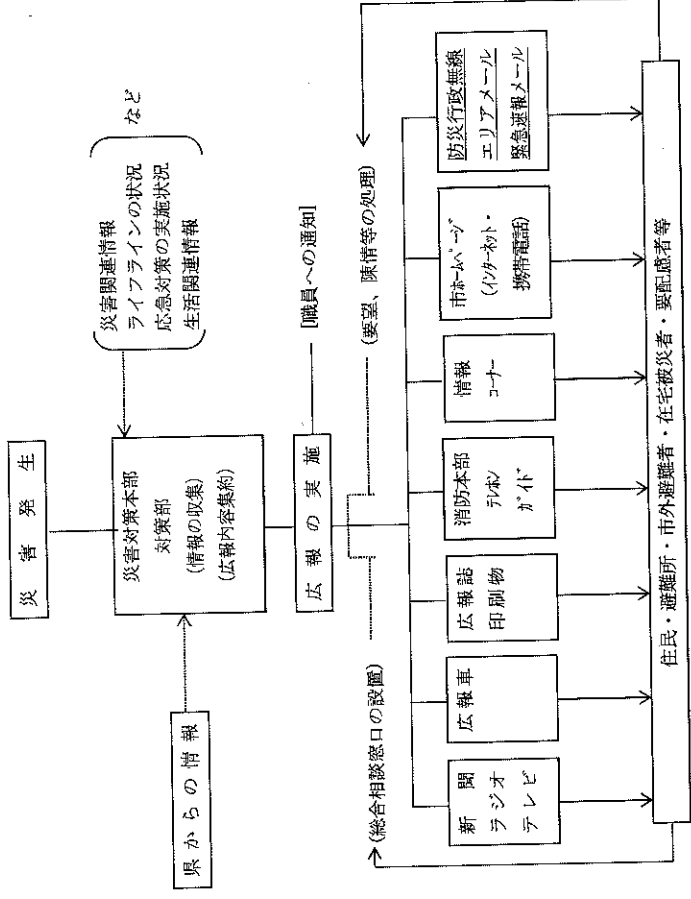 災害発生
県からの情報
災害対策本部
対策部
(情報の収集)
(広報内容集約)
災害関連情報
ライフラインの状況
応急対策の実施状況
生活関連情報
など
広報の実施
[職員への通知]
(総合相談窓口の設置)
(要望、陳情等の処理)
新聞
ラジオ
テレビ
広報車
広報誌
印刷物
消防本部
テレホン
ガイド
情報
コーナー
市ホームページ
(インターネット・
携帯電話)
防災行政無線
エリアメール
緊急速報メール
住民・避難所・市外避難者・在宅被災者・要配慮者等